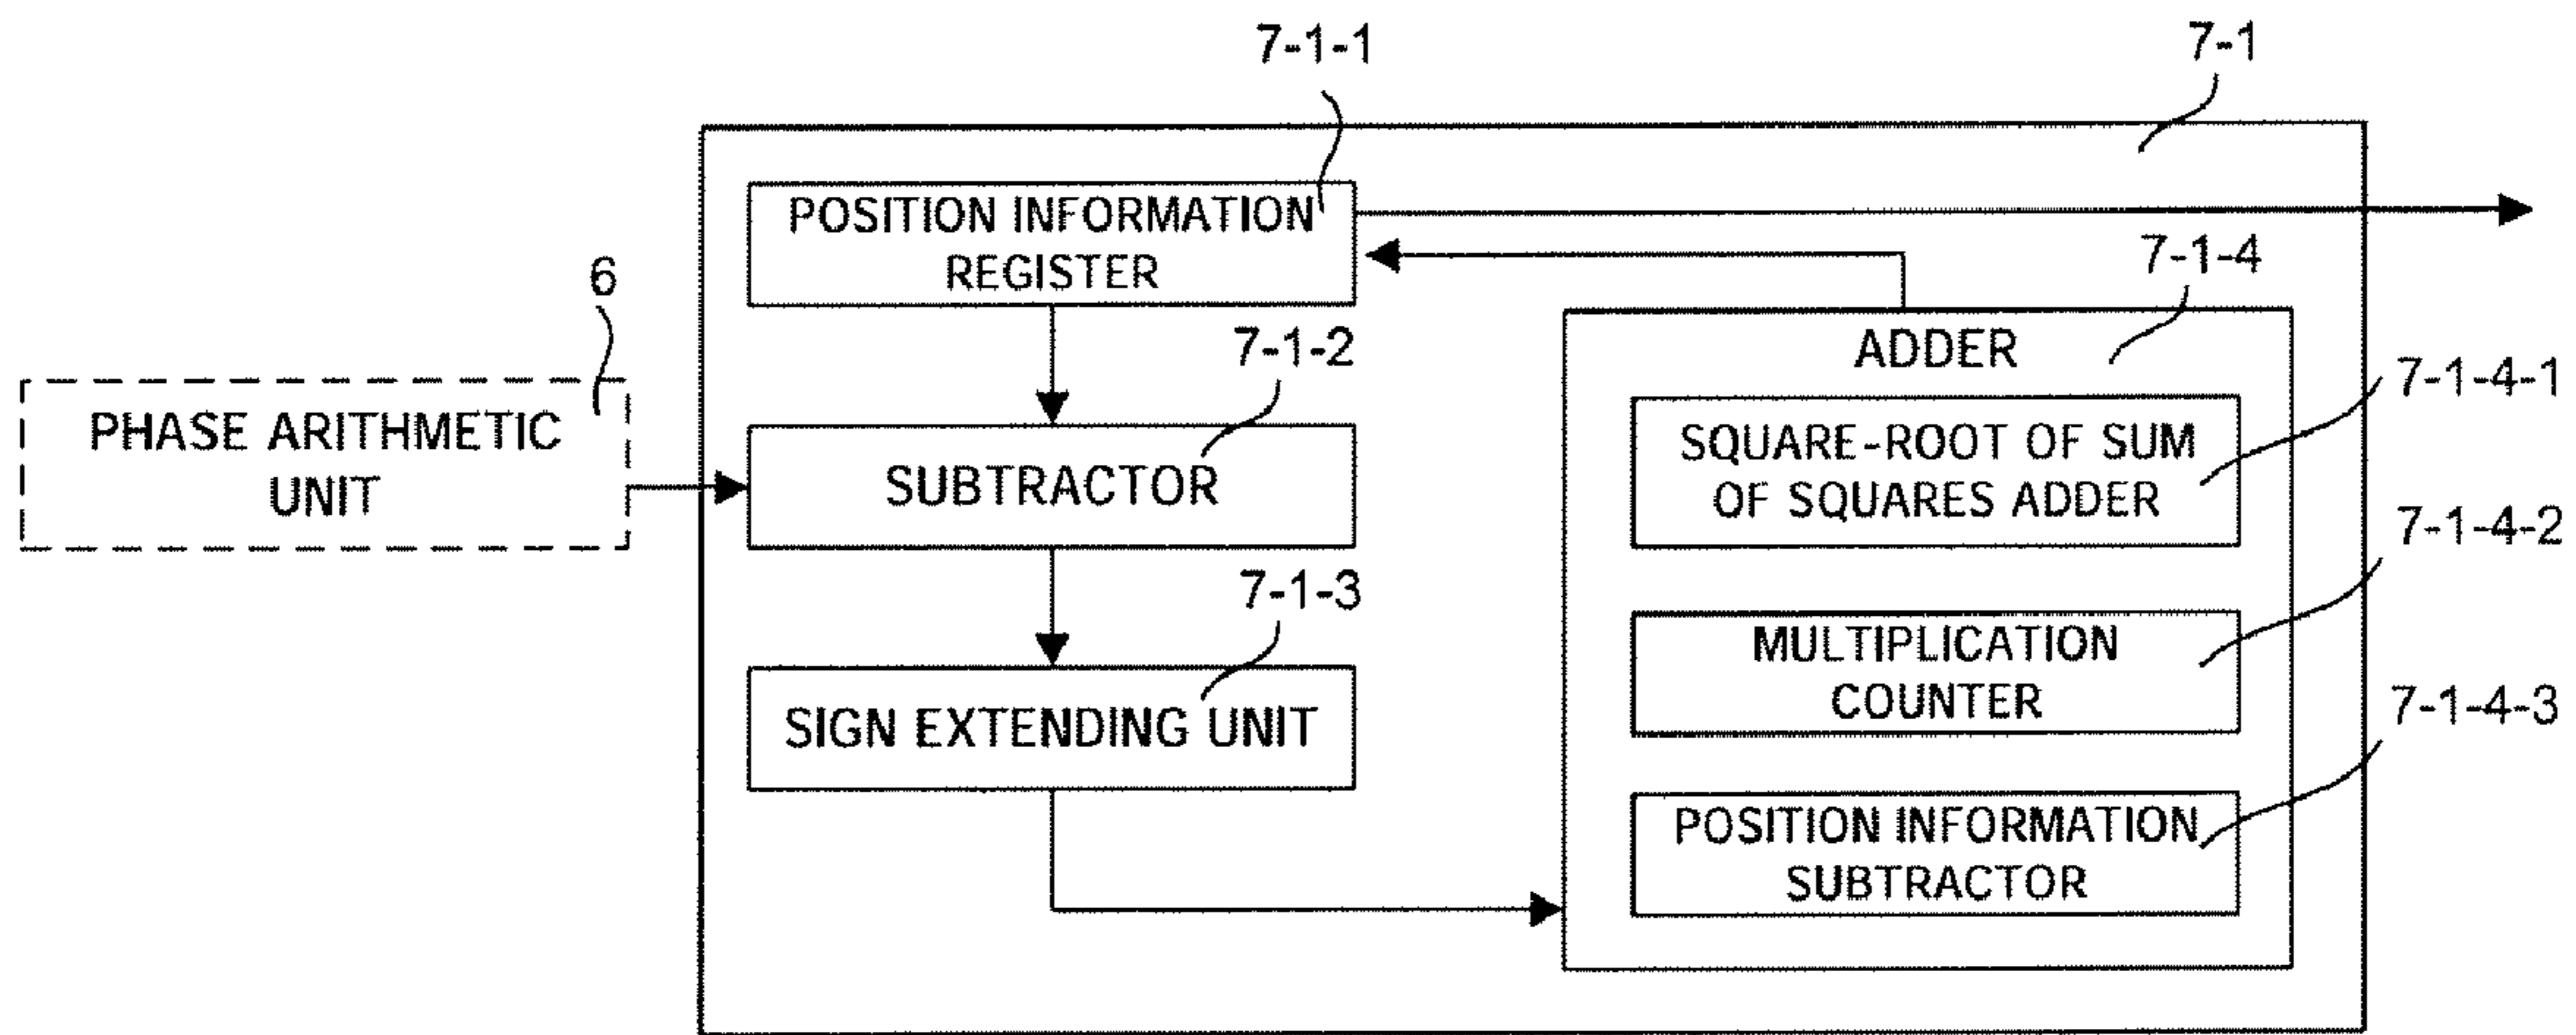 7-1-1
7-1
POSITION INFORMATION
REGISTER
7-1-4
6
7-1-2
ADDER
7-1-4-1
PHASE ARITHMETIC
UNIT
SUBTRACTOR
SQUARE-ROOT OF SUM
OF SQUARES ADDER
7-1-4-2
7-1-3
MULTIPLICATION
COUNTER
7-1-4-3
SIGN EXTENDING UNIT
POSITION INFORMATION
SUBTRACTOR